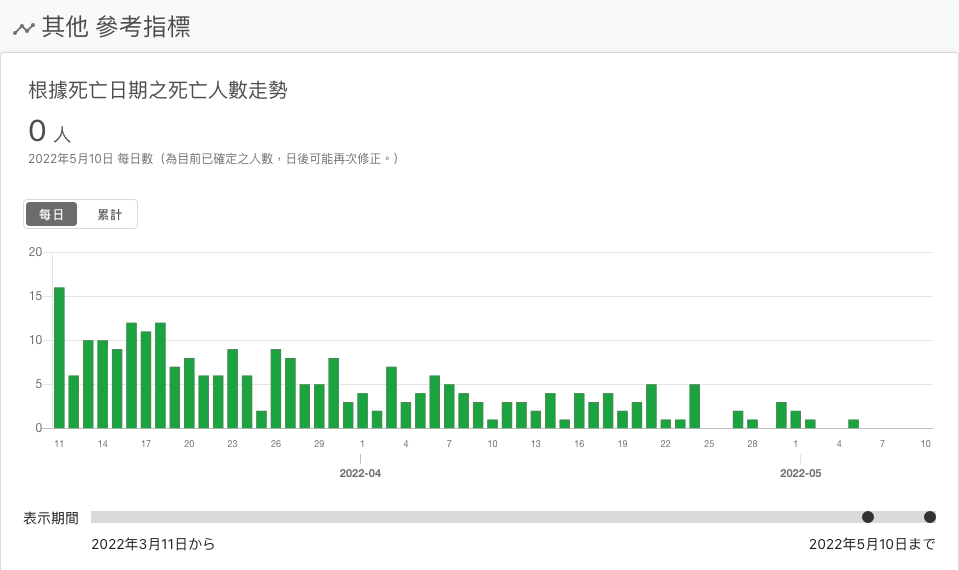 其他 參考指標
根據死亡日期之死亡人數走勢
0 人
2022年5月10日 每日數（為目前已確定之人數，日後可能再次修正。）
每日 累計
20
15
10
5
0
11 14 17 20 23 26 29 1 4 7 10 13 16 19 22 25 28 1 4 7 10
2022-04 2022-05
表示期間
2022年3月11日から 2022年5月10日まで